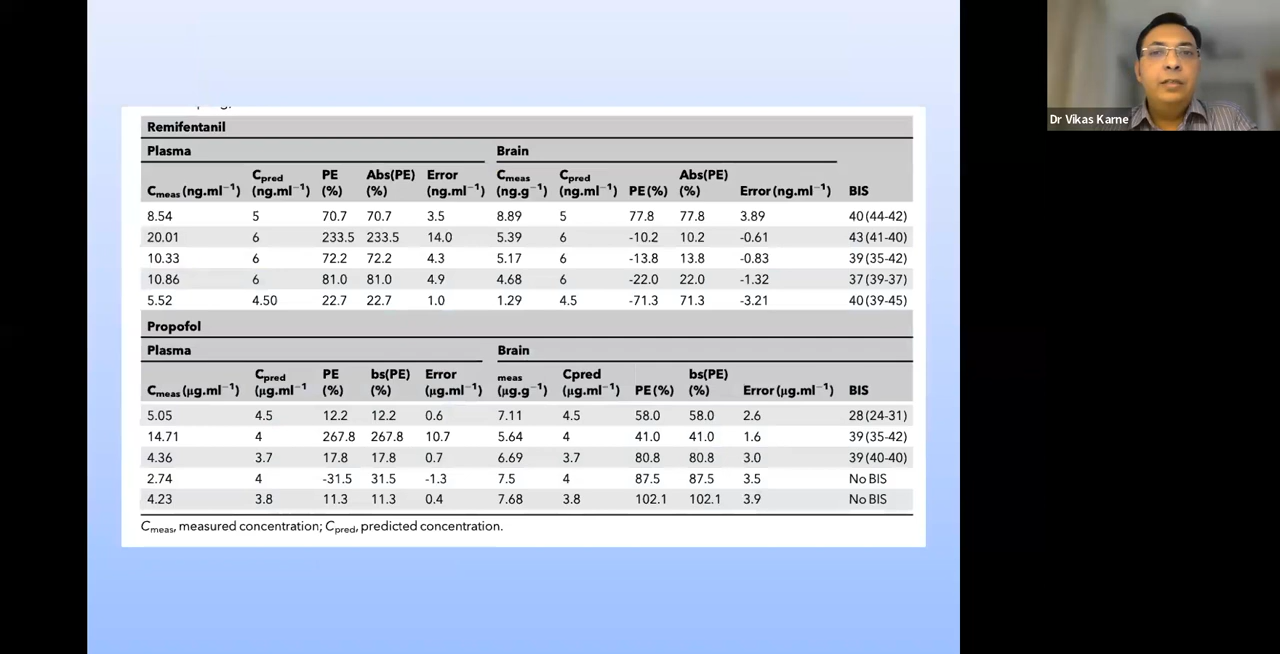 Remifentanil
Plasma Brain
C_meas (ng.ml⁻¹) C_pred (ng.ml⁻¹) PE (%) Abs(PE) (%) Error (ng.ml⁻¹) C_meas (ng.g⁻¹) C_pred (ng.ml⁻¹) PE (%) Abs(PE) (%) Error (ng.ml⁻¹) BIS
8.54 5 70.7 70.7 3.5 8.89 5 77.8 77.8 3.89 40 (44-42)
20.01 6 233.5 233.5 14.0 5.39 6 -10.2 10.2 -0.61 43 (41-40)
10.33 6 72.2 72.2 4.3 5.17 6 -13.8 13.8 -0.83 39 (35-42)
10.86 6 81.0 81.0 4.9 4.68 6 -22.0 22.0 -1.32 37 (39-37)
5.52 4.50 22.7 22.7 1.0 1.29 4.5 -71.3 71.3 -3.21 40 (39-45)
Propofol
Plasma Brain
C_meas (μg.ml⁻¹) C_pred (μg.ml⁻¹ PE (%) bs(PE) (%) Error (μg.ml⁻¹) meas (μg.g⁻¹) Cpred (μg.ml⁻¹) PE (%) bs(PE) (%) Error (μg.ml⁻¹) BIS
5.05 4.5 12.2 12.2 0.6 7.11 4.5 58.0 58.0 2.6 28 (24-31)
14.71 4 267.8 267.8 10.7 5.64 4 41.0 41.0 1.6 39 (35-42)
4.36 3.7 17.8 17.8 0.7 6.69 3.7 80.8 80.8 3.0 39 (40-40)
2.74 4 -31.5 31.5 -1.3 7.5 4 87.5 87.5 3.5 No BIS
4.23 3.8 11.3 11.3 0.4 7.68 3.8 102.1 102.1 3.9 No BIS
C_meas, measured concentration; C_pred, predicted concentration.
Dr Vikas Karne